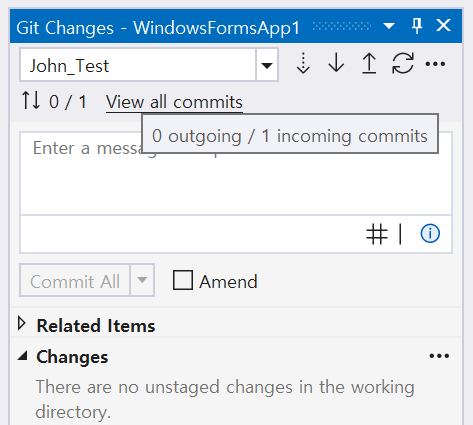 Git Changes - WindowsFormsApp1
John_Test
0 / 1 View all commits
0 outgoing / 1 incoming commits
Enter a messag
Commit All Amend
Related Items
Changes
There are no unstaged changes in the working
directory.